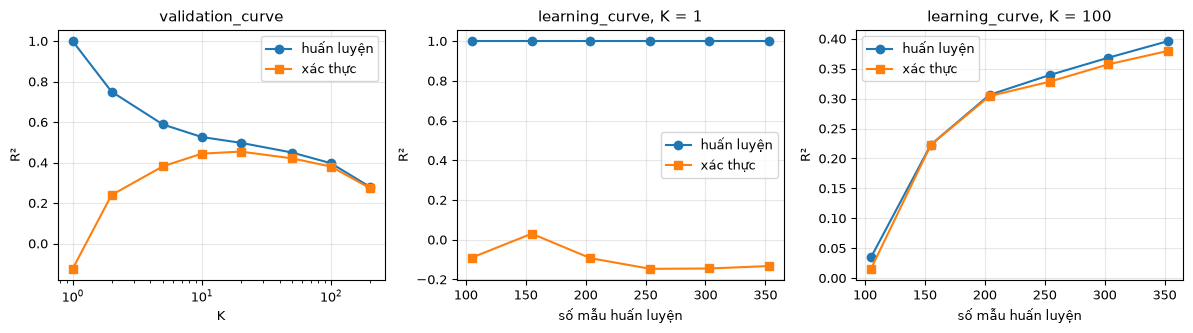 validation_curve
1.0
0.8
0.6
0.4
0.2
0.0
R²
10⁰
10¹
10²
K
huấn luyện
xác thực
learning_curve, K = 1
1.0
0.8
0.6
0.4
0.2
0.0
−0.2
R²
100
150
200
250
300
350
số mẫu huấn luyện
huấn luyện
xác thực
learning_curve, K = 100
0.40
0.35
0.30
0.25
0.20
0.15
0.10
0.05
0.00
R²
100
150
200
250
300
350
số mẫu huấn luyện
huấn luyện
xác thực